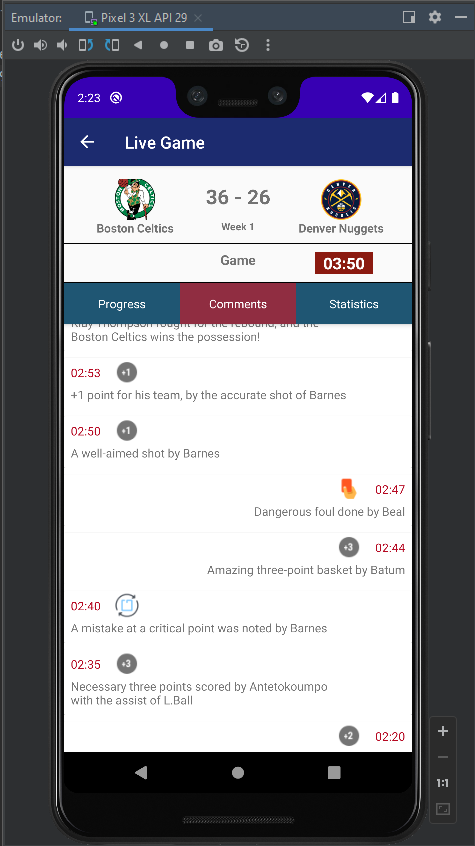 Emulator: Pixel 3 XL API 29
2:23
Live Game
36 - 26
Boston Celtics
Week 1
Denver Nuggets
Game
03:50
Progress
Comments
Statistics
Klay Thompson fought for the rebound, and the
Boston Celtics wins the possession!
02:53 +1
+1 point for his team, by the accurate shot of Barnes
02:50 +1
A well-aimed shot by Barnes
02:47
Dangerous foul done by Beal
+3 02:44
Amazing three-point basket by Batum
02:40
A mistake at a critical point was noted by Barnes
02:35 +3
Necessary three points scored by Antetokoumpo
with the assist of L.Ball
+2 02:20
1:1